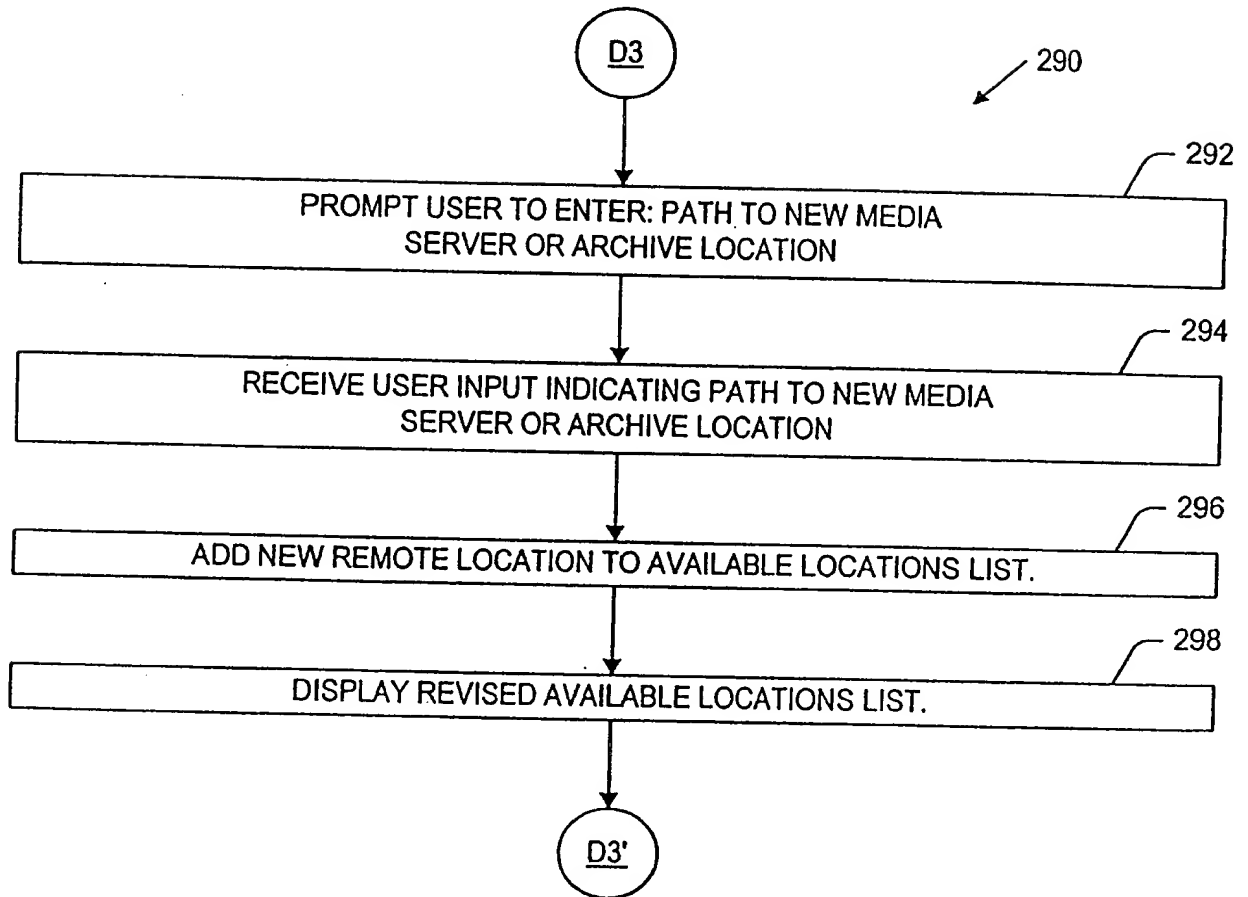 D3
290
292
PROMPT USER TO ENTER: PATH TO NEW MEDIA
SERVER OR ARCHIVE LOCATION
294
RECEIVE USER INPUT INDICATING PATH TO NEW MEDIA
SERVER OR ARCHIVE LOCATION
296
ADD NEW REMOTE LOCATION TO AVAILABLE LOCATIONS LIST.
298
DISPLAY REVISED AVAILABLE LOCATIONS LIST.
D3'